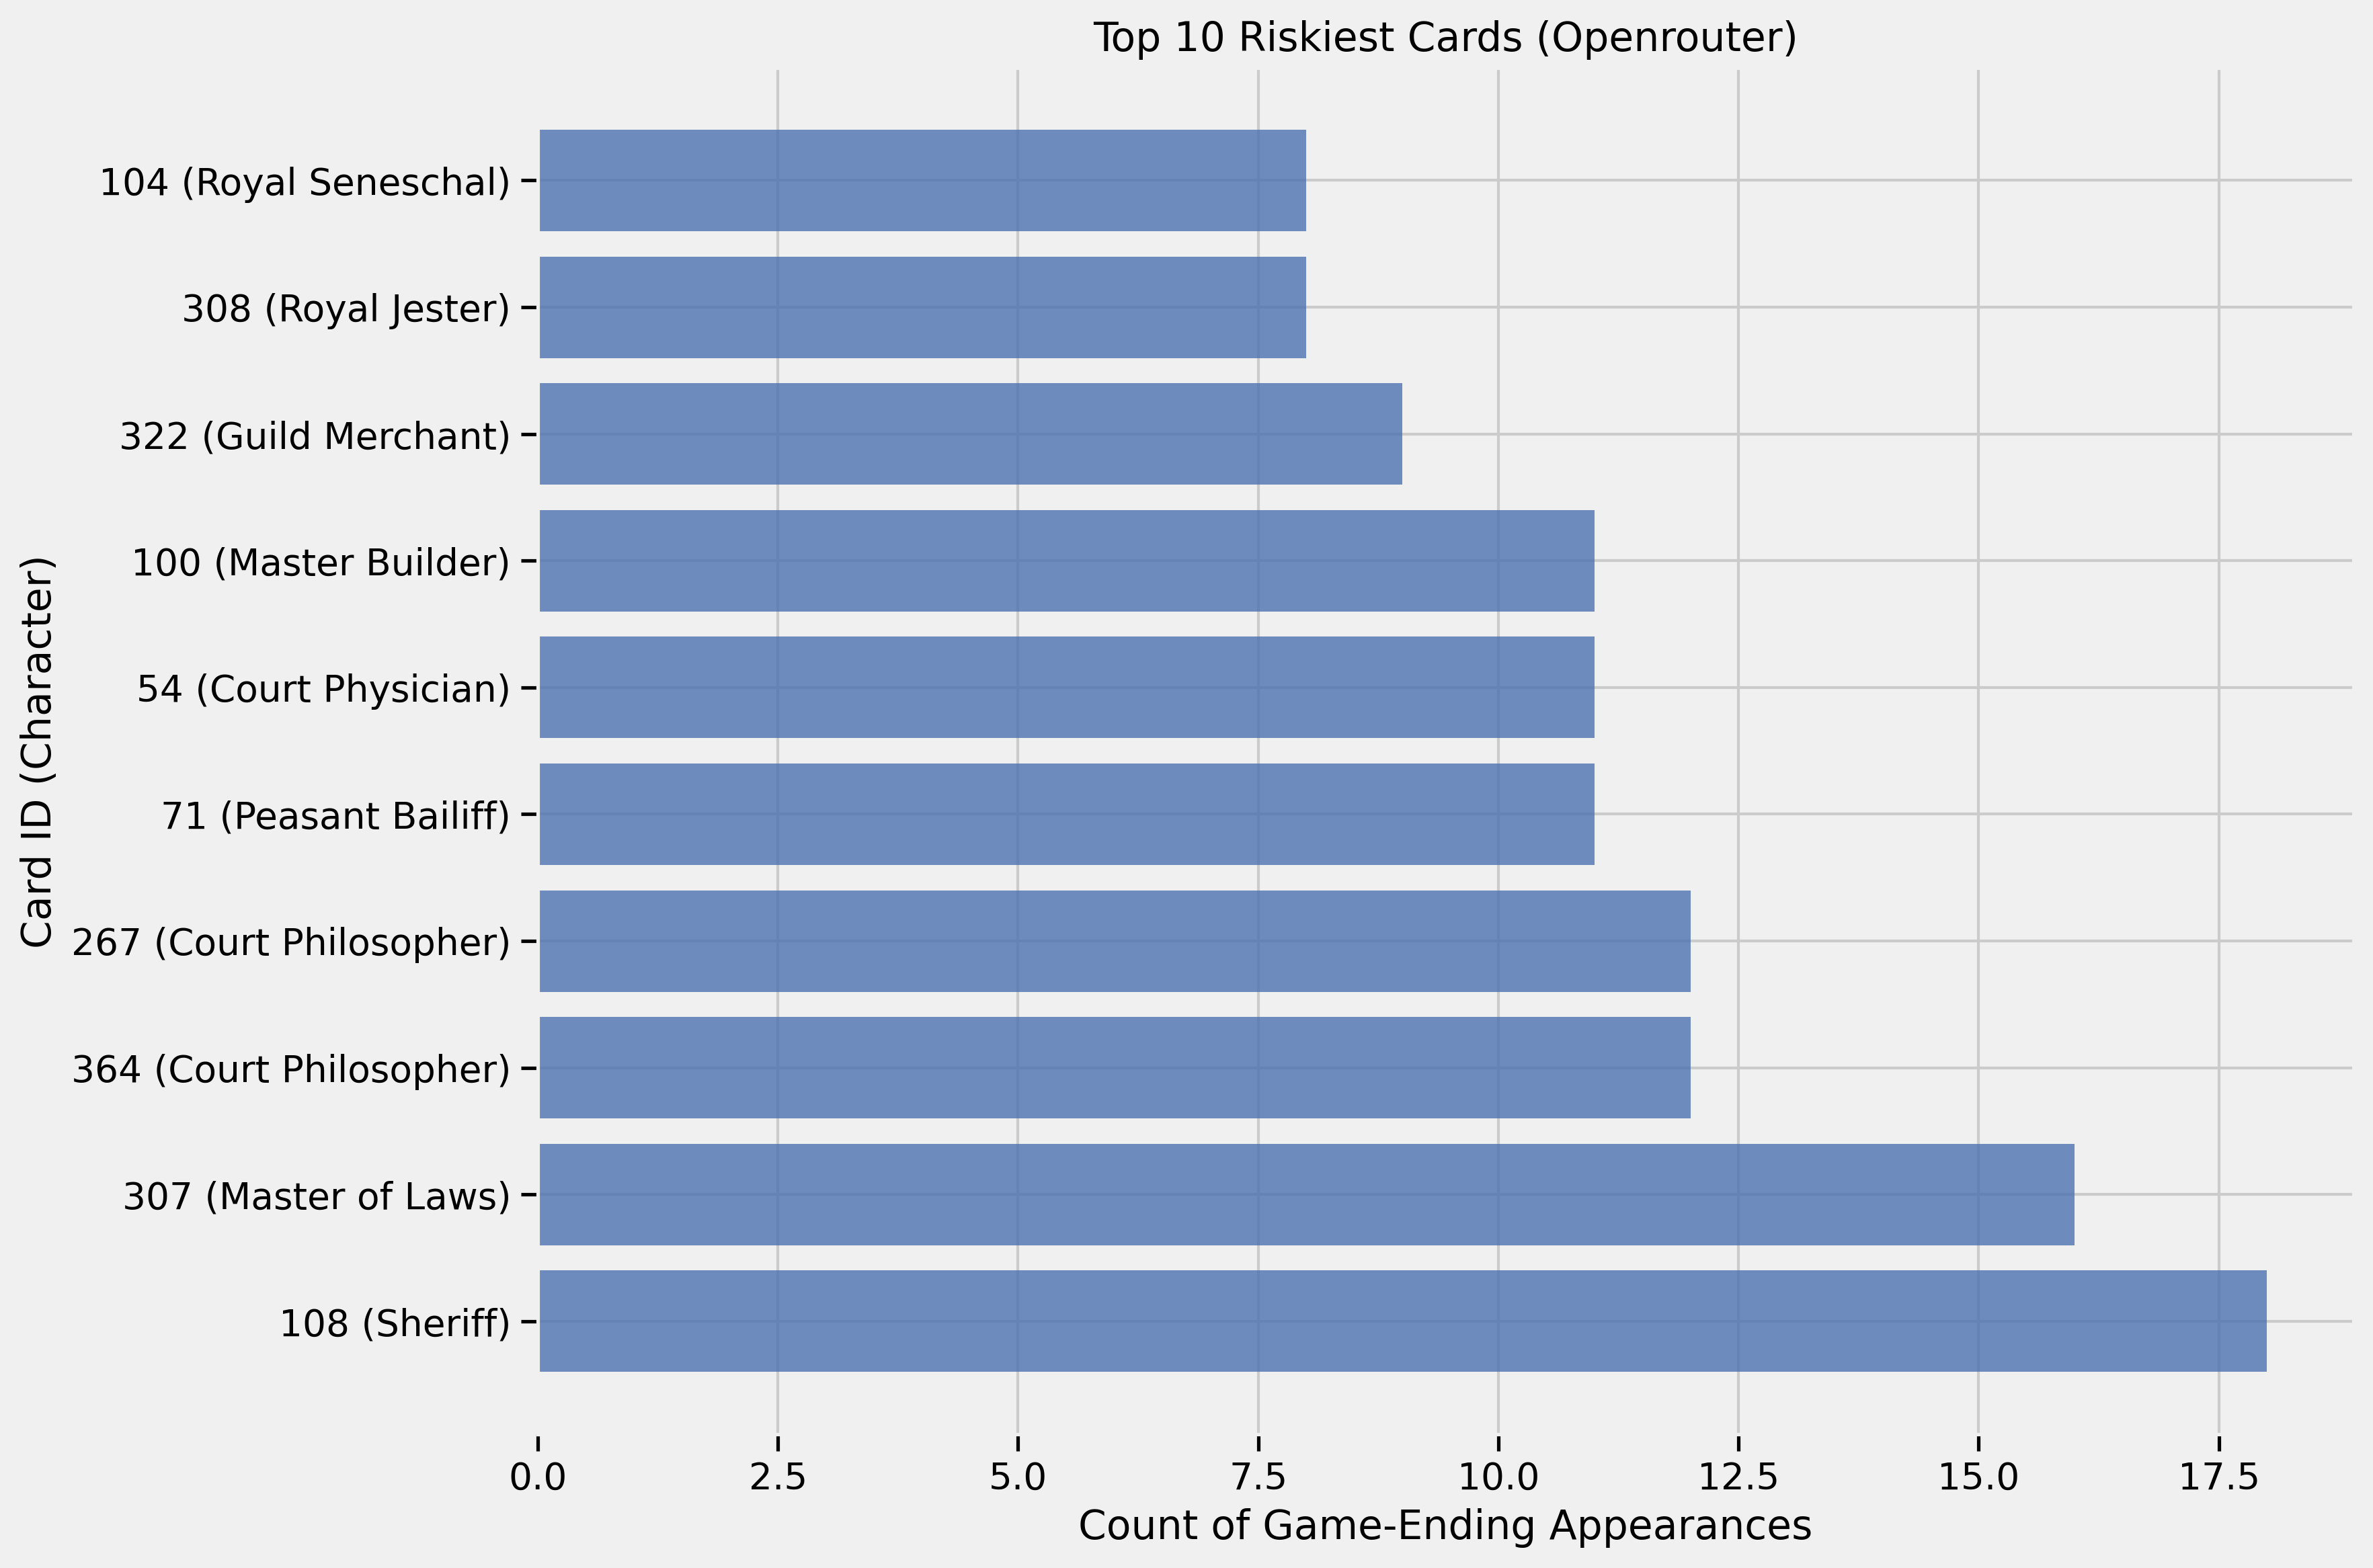 Top 10 Riskiest Cards (Openrouter)
Card ID (Character)
104 (Royal Seneschal)
308 (Royal Jester)
322 (Guild Merchant)
100 (Master Builder)
54 (Court Physician)
71 (Peasant Bailiff)
267 (Court Philosopher)
364 (Court Philosopher)
307 (Master of Laws)
108 (Sheriff)
0.0 2.5 5.0 7.5 10.0 12.5 15.0 17.5
Count of Game-Ending Appearances